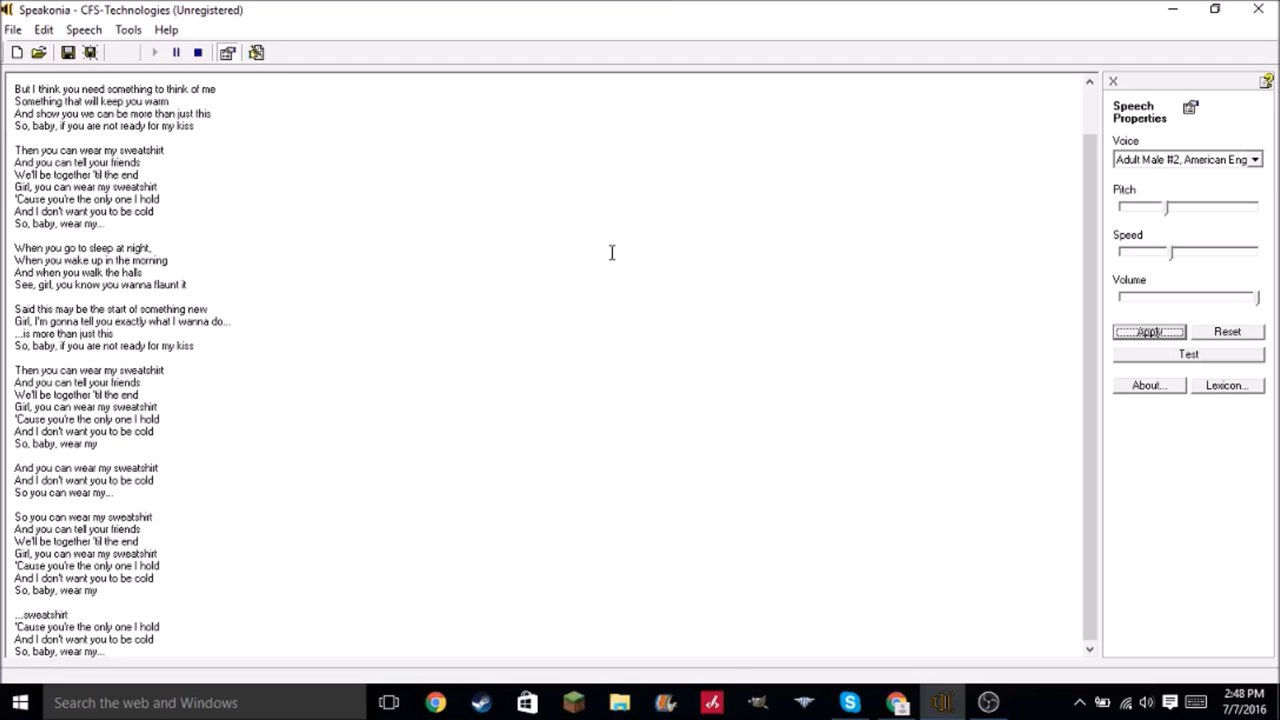 Speakonia - CFS-Technologies (Unregistered)
File Edit Speech Tools Help
But I think you need something to think of me
Something that will keep you warm
And show you we can be more than just this
So, baby, if you are not ready for my kiss
Then you can wear my sweatshirt
And you can tell your friends
We'll be together 'til the end
Girl, you can wear my sweatshirt
'Cause you're the only one I hold
And I don't want you to be cold
So, baby, wear my...
When you go to sleep at night,
When you wake up in the morning
And when you walk the halls
See, girl, you know you wanna flaunt it
Said this may be the start of something new
Girl, I'm gonna tell you exactly what I wanna do...
...is more than just this
So, baby, if you are not ready for my kiss
Then you can wear my sweatshirt
And you can tell your friends
We'll be together 'til the end
Girl, you can wear my sweatshirt
'Cause you're the only one I hold
And I don't want you to be cold
So, baby, wear my
And you can wear my sweatshirt
And I don't want you to be cold
So you can wear my...
So you can wear my sweatshirt
And you can tell your friends
We'll be together 'til the end
Girl, you can wear my sweatshirt
'Cause you're the only one I hold
And I don't want you to be cold
So, baby, wear my
...sweatshirt
'Cause you're the only one I hold
And I don't want you to be cold
So, baby, wear my...
Speech
Properties
Voice
Adult Male #2, American Eng
Pitch
Speed
Volume
Apply Reset
Test
About... Lexicon...
Search the web and Windows
2:48 PM
7/7/2016